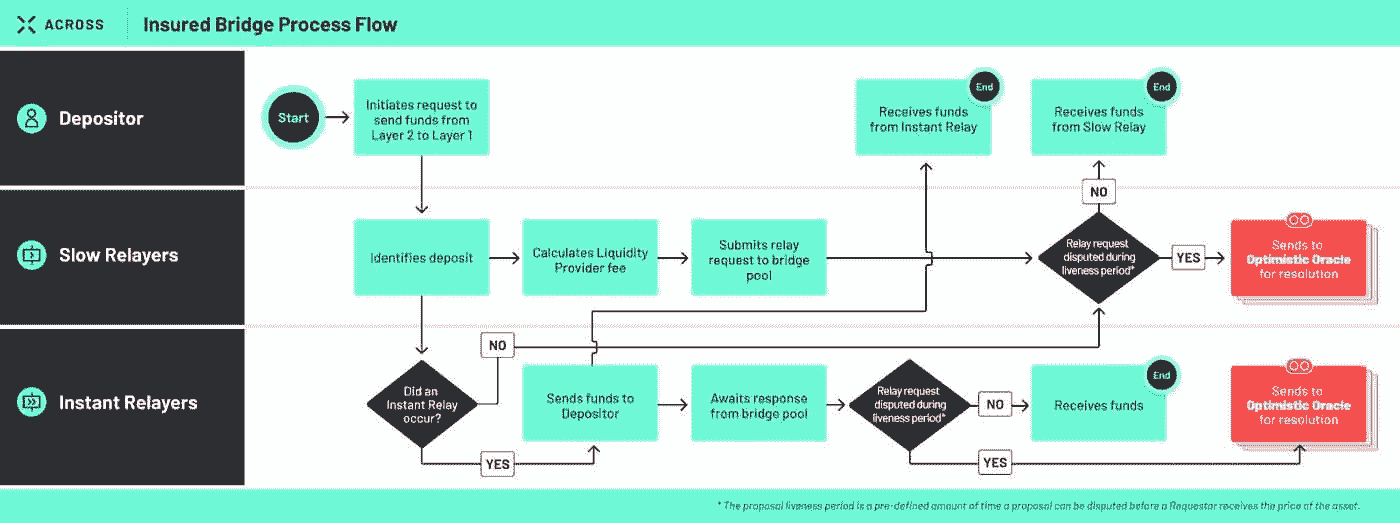 ACROSS
Insured Bridge Process Flow
Depositor
Start
Initiates request to
send funds from
Layer 2 to Layer 1
End
Receives funds
from Instant Relay
End
Receives funds
from Slow Relay
NO
Slow Relayers
Identifies deposit
Calculates Liquidity
Provider fee
Submits relay
request to bridge
pool
Relay request
disputed during
liveness period*
YES
Sends to
Optimistic Oracle
for resolution
Instant Relayers
NO
Did an
Instant Relay
occur?
YES
Sends funds to
Depositor
Awaits response
from bridge pool
Relay request
disputed during
liveness period*
NO
YES
End
Receives funds
Sends to
Optimistic Oracle
for resolution
* The proposal liveness period is a pre-defined amount of time a proposal can be disputed before a Requestor receives the price of the asset.